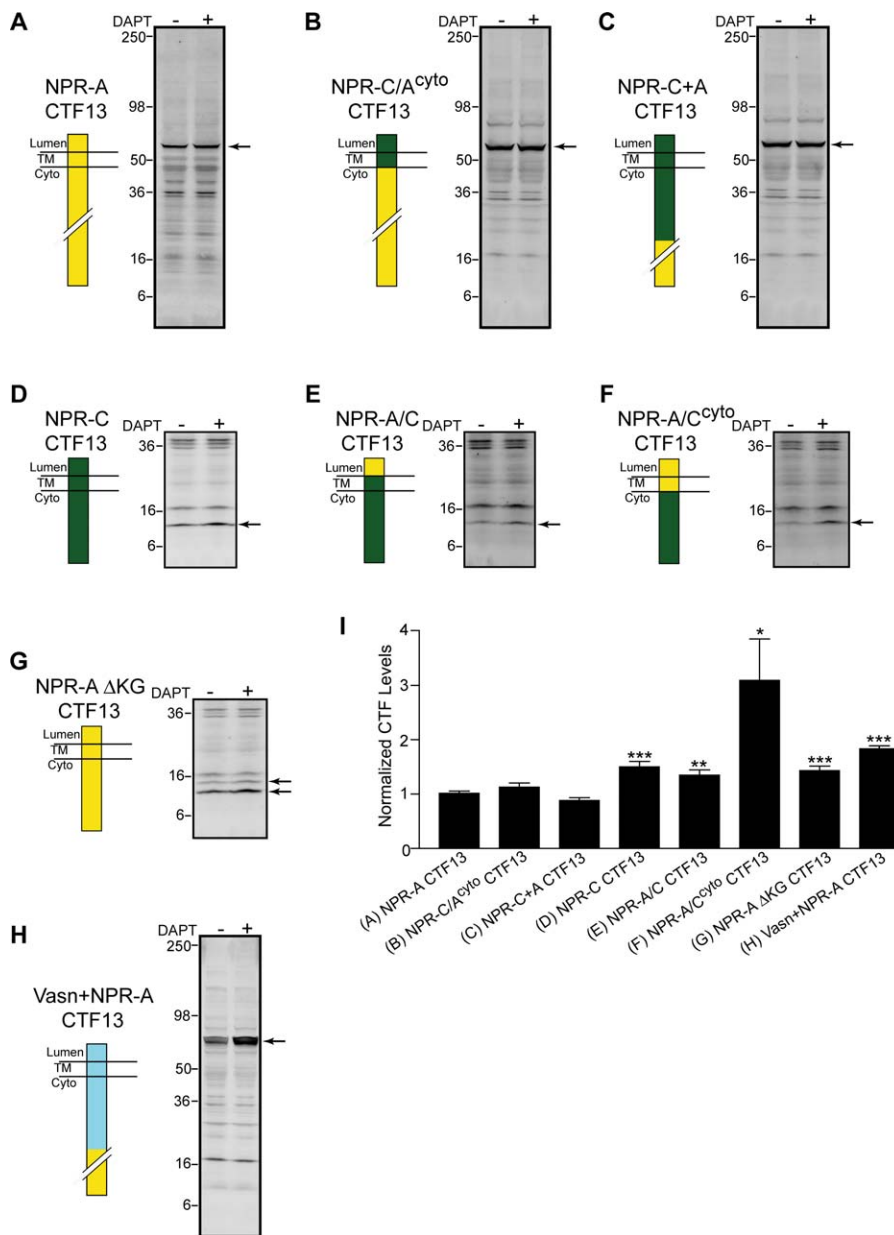 A
NPR-A
CTF13
DAPT - +
250
98
50
36
16
6
Lumen
TM
Cyto
B
NPR-C/Acyto
CTF13
DAPT - +
250
98
50
36
16
6
Lumen
TM
Cyto
C
NPR-C+A
CTF13
DAPT - +
250
98
50
36
16
6
Lumen
TM
Cyto
D
NPR-C
CTF13
DAPT - +
36
16
6
Lumen
TM
Cyto
E
NPR-A/C
CTF13
DAPT - +
36
16
6
Lumen
TM
Cyto
F
NPR-A/Ccyto
CTF13
DAPT - +
36
16
6
Lumen
TM
Cyto
G
NPR-A ΔKG
CTF13
DAPT - +
36
16
6
Lumen
TM
Cyto
I
Normalized CTF Levels
4
3
2
1
0
***
**
*
***
***
(A) NPR-A CTF13
(B) NPR-C/Acyto CTF13
(C) NPR-C+A CTF13
(D) NPR-C CTF13
(E) NPR-A/C CTF13
(F) NPR-A/Ccyto CTF13
(G) NPR-A ΔKG CTF13
(H) Vasn+NPR-A CTF13
H
Vasn+NPR-A
CTF13
DAPT - +
250
98
50
36
16
6
Lumen
TM
Cyto